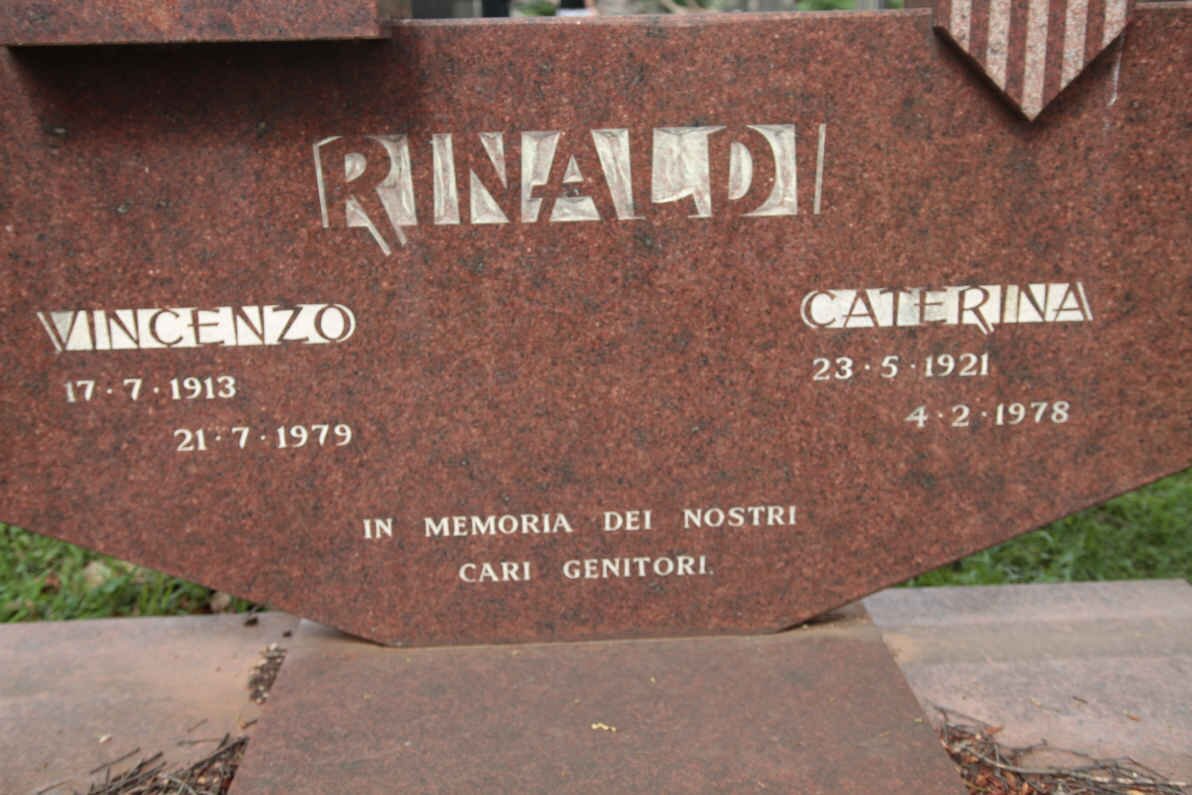 RINALDI
VINCENZO
17·7·1913
21·7·1979
CATERINA
23·5·1921
4·2·1978
IN MEMORIA DEI NOSTRI
CARI GENITORI.